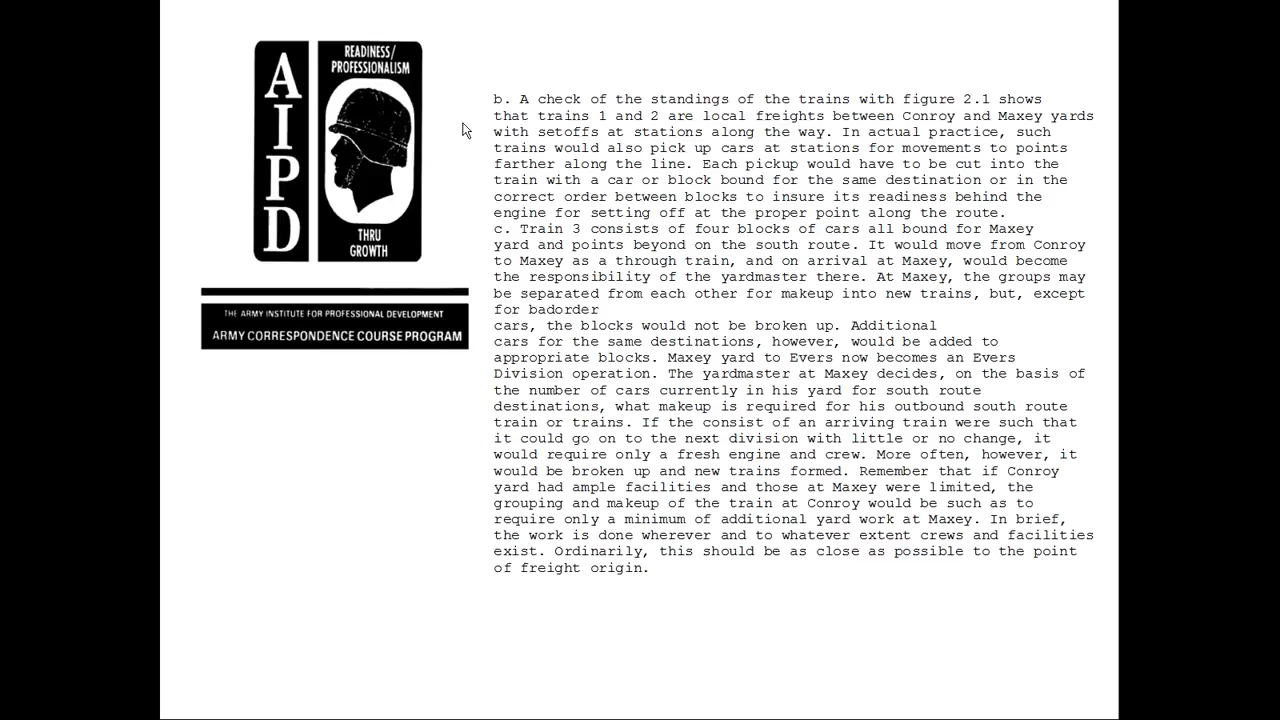 A
I
P
D
READINESS/
PROFESSIONALISM
THRU
GROWTH
THE ARMY INSTITUTE FOR PROFESSIONAL DEVELOPMENT
ARMY CORRESPONDENCE COURSE PROGRAM
b. A check of the standings of the trains with figure 2.1 shows
that trains 1 and 2 are local freights between Conroy and Maxey yards
with setoffs at stations along the way. In actual practice, such
trains would also pick up cars at stations for movements to points
farther along the line. Each pickup would have to be cut into the
train with a car or block bound for the same destination or in the
correct order between blocks to insure its readiness behind the
engine for setting off at the proper point along the route.
c. Train 3 consists of four blocks of cars all bound for Maxey
yard and points beyond on the south route. It would move from Conroy
to Maxey as a through train, and on arrival at Maxey, would become
the responsibility of the yardmaster there. At Maxey, the groups may
be separated from each other for makeup into new trains, but, except
for badorder
cars, the blocks would not be broken up. Additional
cars for the same destinations, however, would be added to
appropriate blocks. Maxey yard to Evers now becomes an Evers
Division operation. The yardmaster at Maxey decides, on the basis of
the number of cars currently in his yard for south route
destinations, what makeup is required for his outbound south route
train or trains. If the consist of an arriving train were such that
it could go on to the next division with little or no change, it
would require only a fresh engine and crew. More often, however, it
would be broken up and new trains formed. Remember that if Conroy
yard had ample facilities and those at Maxey were limited, the
grouping and makeup of the train at Conroy would be such as to
require only a minimum of additional yard work at Maxey. In brief,
the work is done wherever and to whatever extent crews and facilities
exist. Ordinarily, this should be as close as possible to the point
of freight origin.